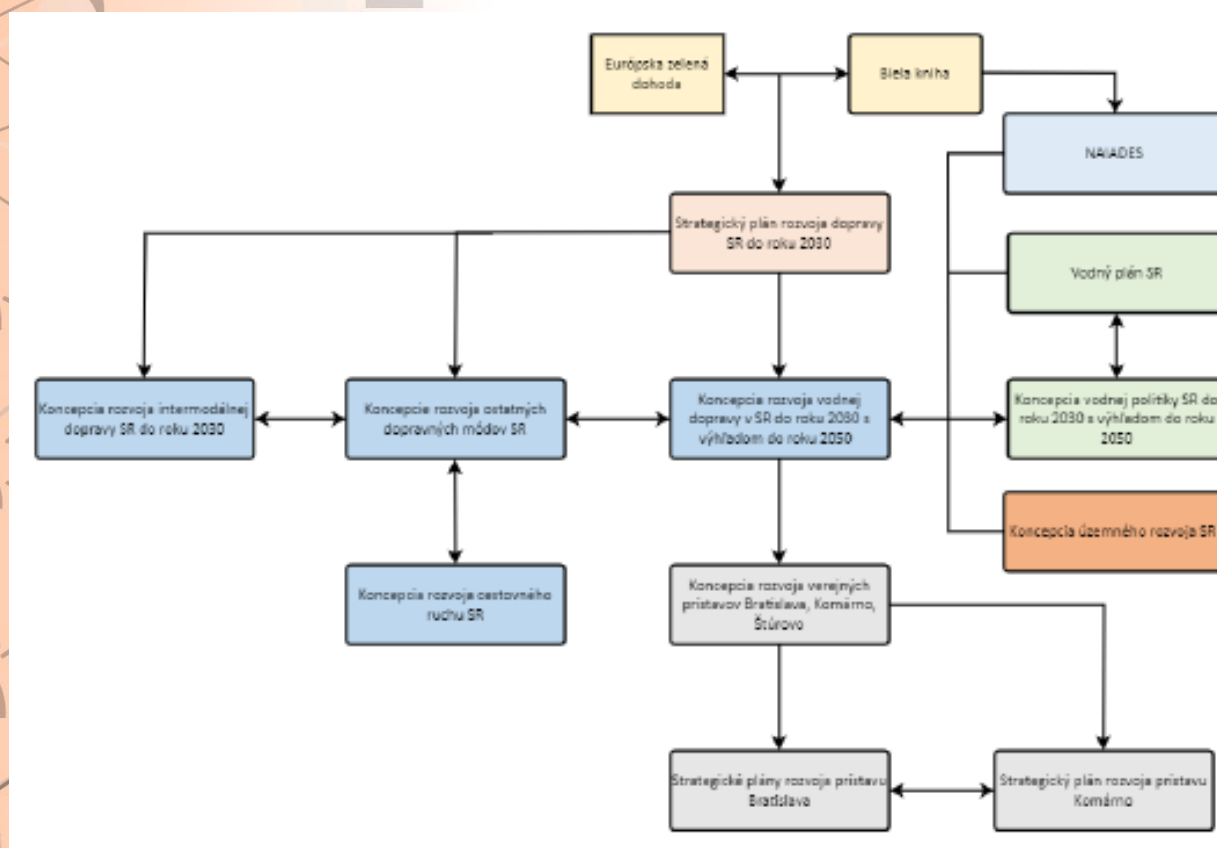 Európska zelená
dohoda
Biela kniha
NAIADES
Strategický plán rozvoja dopravy
SR do roku 2030
Vodný plán SR
Koncepcia rozvoja intermodálnej
dopravy SR do roku 2030
Koncepcie rozvoja ostatných
dopravných módov SR
Koncepcia rozvoja vodnej
dopravy v SR do roku 2030 s
výhľadom do roku 2050
Koncepcia vodnej politiky SR do
roku 2030 s výhľadom do roku
2050
Koncepcia územného rozvoja SR
Koncepcia rozvoja cestovného
ruchu SR
Koncepcia rozvoja verejných
prístavov Bratislava, Komárno,
Štúrovo
Strategické plány rozvoja prístavu
Bratislava
Strategický plán rozvoja prístavu
Komárno